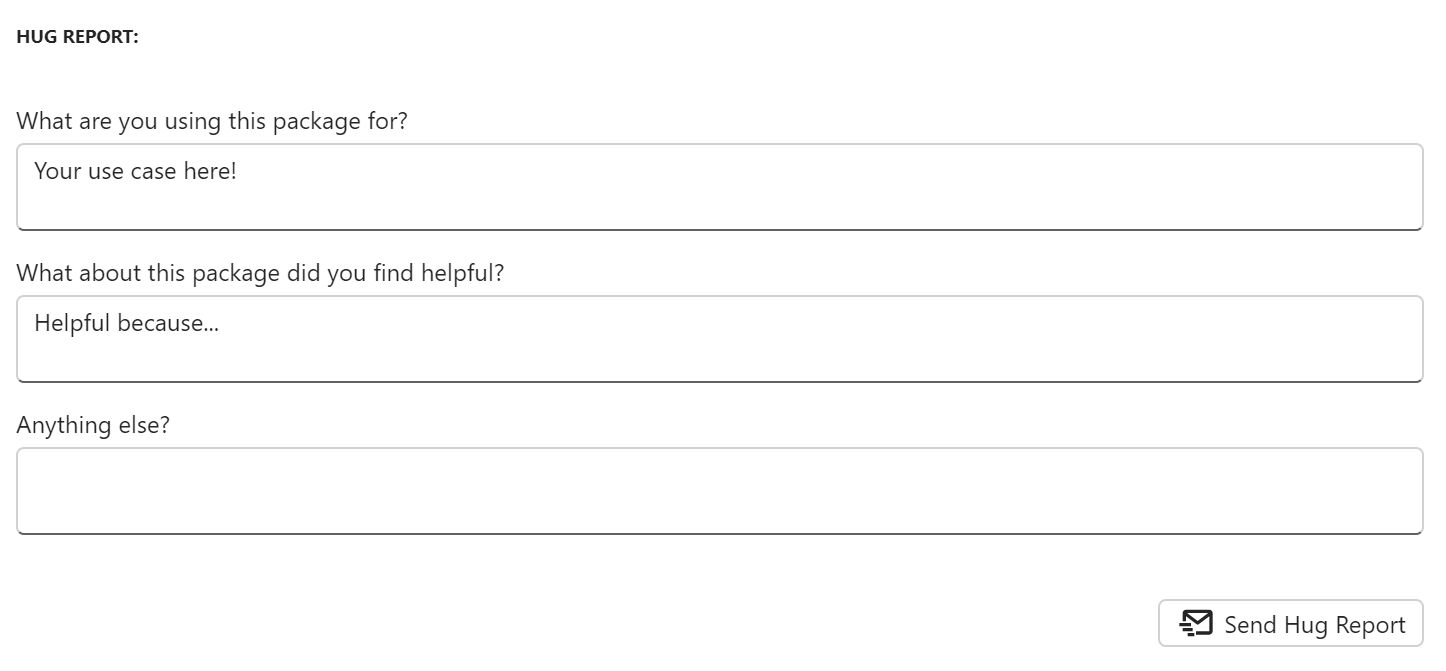 HUG REPORT:
What are you using this package for?
Your use case here!
What about this package did you find helpful?
Helpful because...
Anything else?
Send Hug Report